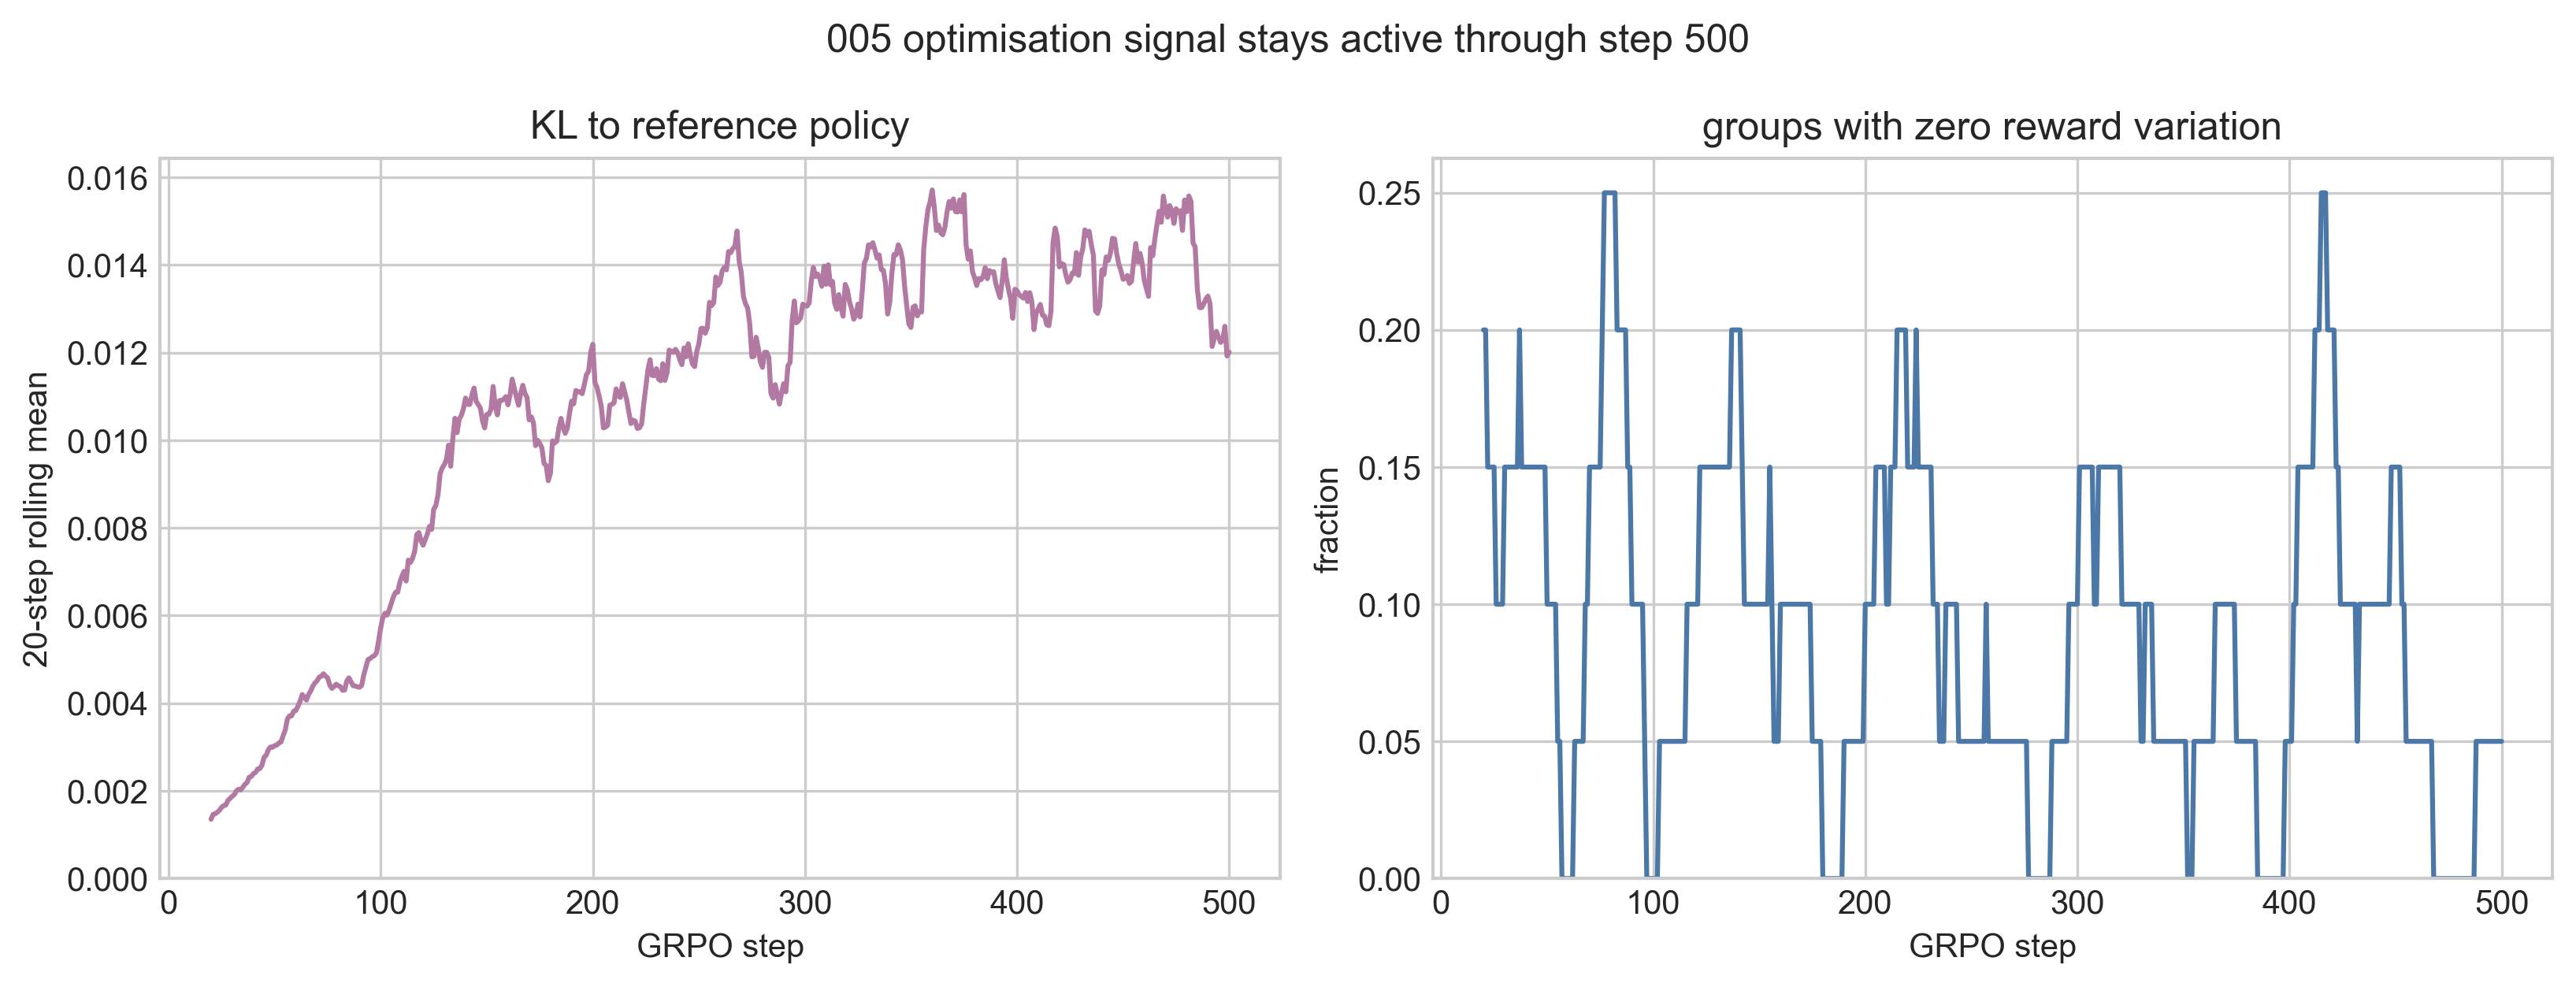 005 optimisation signal stays active through step 500
KL to reference policy
20-step rolling mean
0.016
0.014
0.012
0.010
0.008
0.006
0.004
0.002
0.000
0 100 200 300 400 500
GRPO step
groups with zero reward variation
fraction
0.25
0.20
0.15
0.10
0.05
0.00
0 100 200 300 400 500
GRPO step